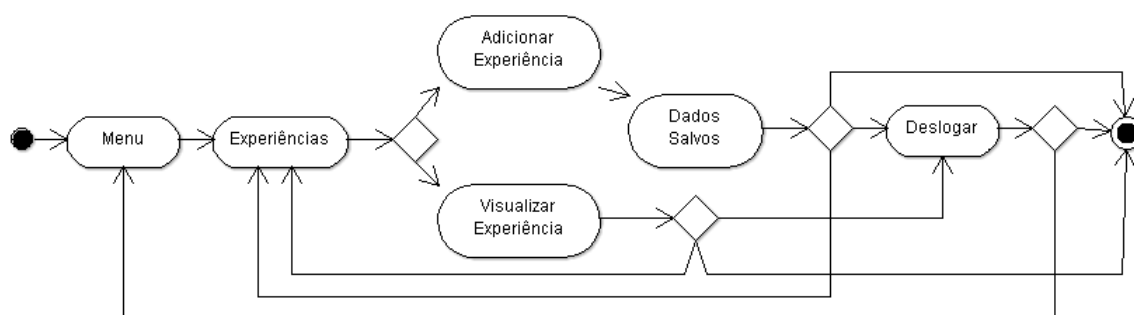 Adicionar
Experiência
Menu
Experiências
Dados
Salvos
Deslogar
Visualizar
Experiência